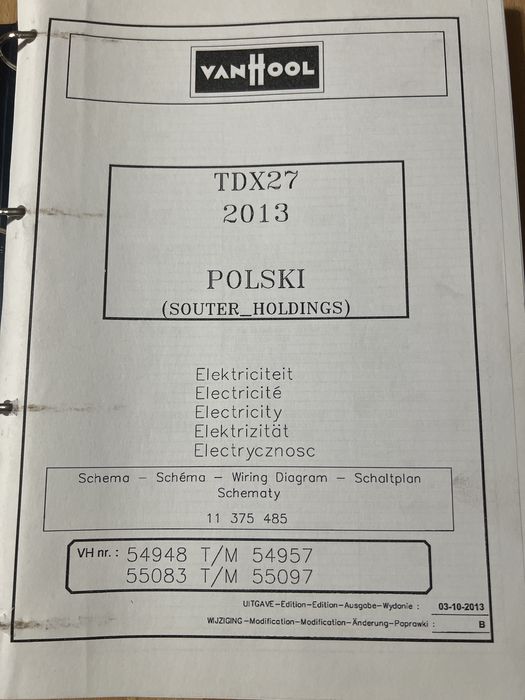 VANHOOL
TDX27
2013
POLSKI
(SOUTER_HOLDINGS)
Elektriciteit
Electricité
Electricity
Elektrizität
Electrycznosc
Schema - Schéma - Wiring Diagram - Schaltplan
Schematy
11 375 485
VH nr. : 54948 T/M 54957
55083 T/M 55097
UITGAVE-Edition-Edition-Ausgabe-Wydanie : 03-10-2013
WIJZIGING-Modification-Modification-Änderung-Poprawki : B